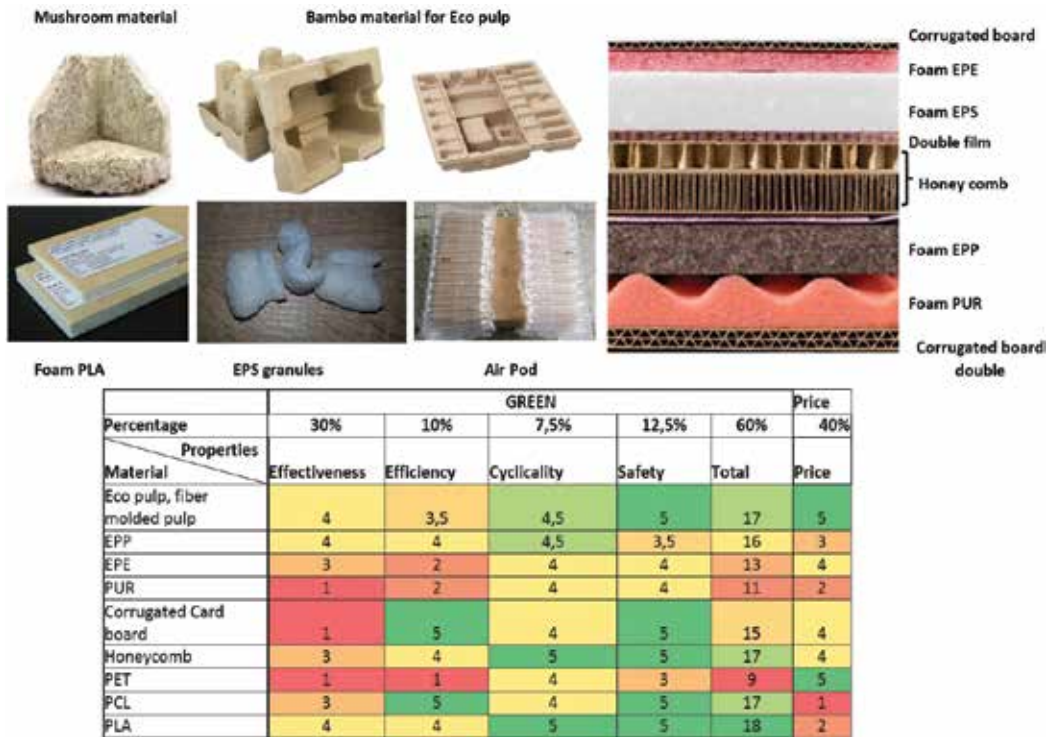 Mushroom material
Bambo material for Eco pulp
Corrugated board
Foam EPE
Foam EPS
Double film
Honey comb
Foam EPP
Foam PUR
Corrugated board
double
Foam PLA
EPS granules
Air Pod
GREEN Price
Percentage 30% 10% 7,5% 12,5% 60% 40%
Properties
Material Effectiveness Efficiency Cyclicality Safety Total Price
Eco pulp, fiber
molded pulp 4 3,5 4,5 5 17 5
EPP 4 4 4,5 3,5 16 3
EPE 3 2 4 4 13 4
PUR 1 2 4 4 11 2
Corrugated Card
board 1 5 4 5 15 4
Honeycomb 3 4 5 5 17 4
PET 1 1 4 3 9 5
PCL 3 5 4 5 17 1
PLA 4 4 5 5 18 2